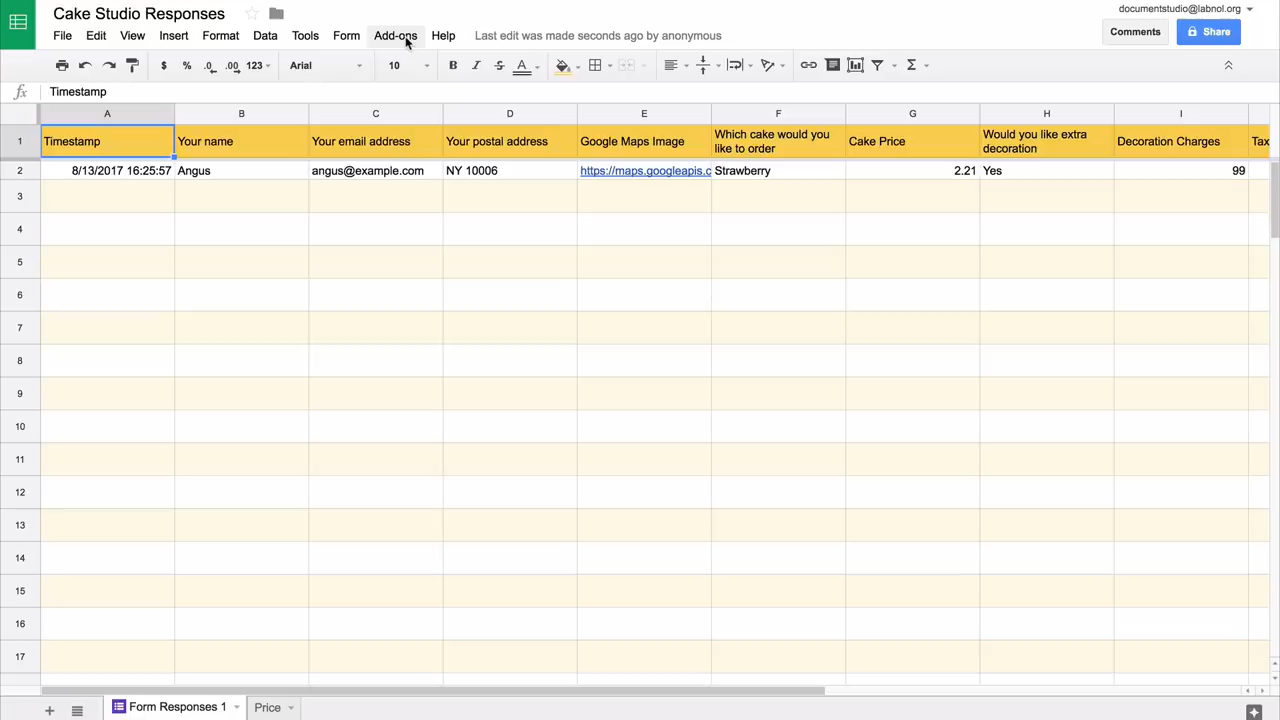 Cake Studio Responses
documentstudio@labnol.org
File Edit View Insert Format Data Tools Form Add-ons Help Last edit was made seconds ago by anonymous
Comments Share
$ % .0 .00 123 Arial 10 B I S A Σ
fx Timestamp
A B C D E F G H I
1 Timestamp Your name Your email address Your postal address Google Maps Image Which cake would you like to order Cake Price Would you like extra decoration Decoration Charges Tax
2 8/13/2017 16:25:57 Angus angus@example.com NY 10006 https://maps.googleapis.c Strawberry 2.21 Yes 99
3
4
5
6
7
8
9
10
11
12
13
14
15
16
17
+ Form Responses 1 Price